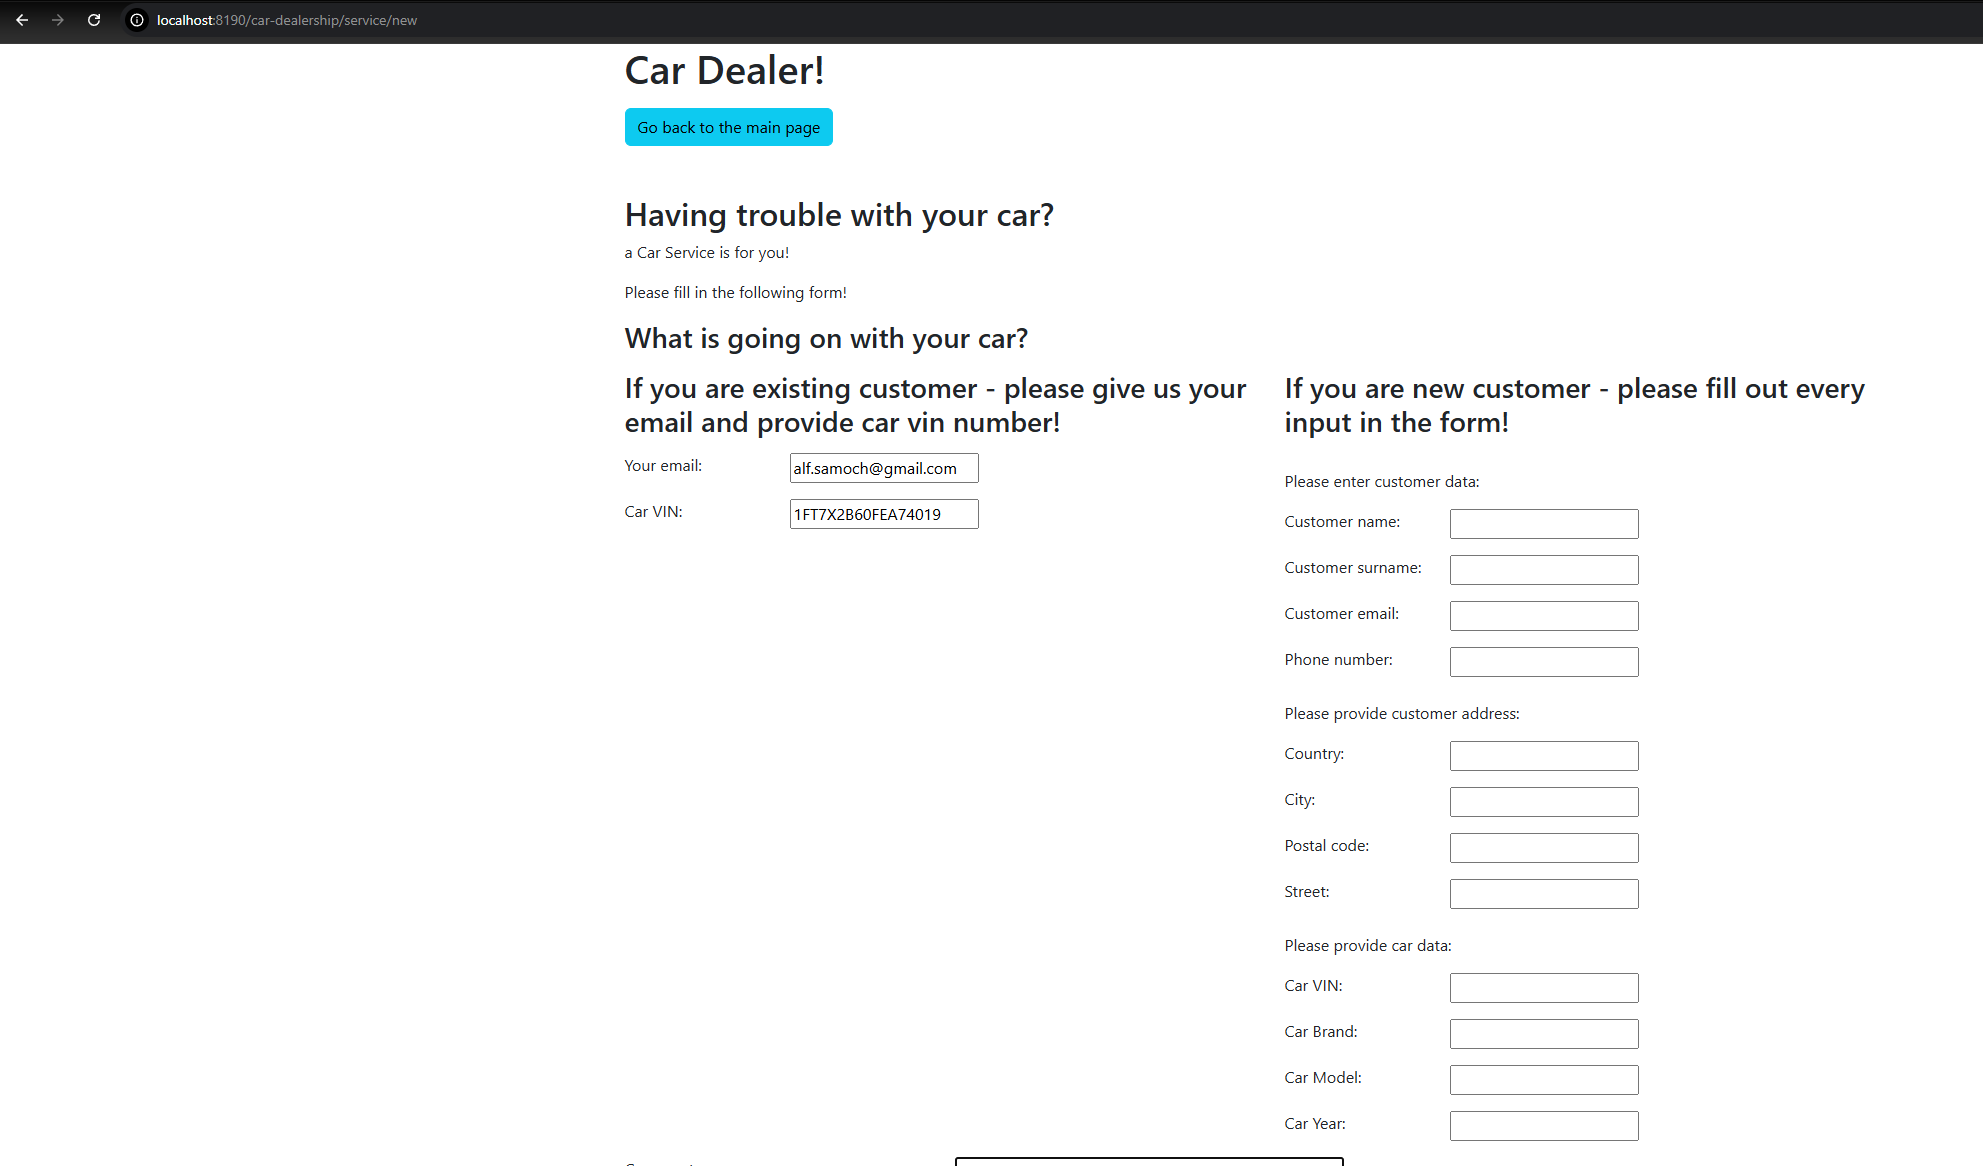 localhost:8190/car-dealership/service/new
Car Dealer!
Go back to the main page
Having trouble with your car?
a Car Service is for you!
Please fill in the following form!
What is going on with your car?
If you are existing customer - please give us your
email and provide car vin number!
Your email: alf.samoch@gmail.com
Car VIN: 1FT7X2B60FEA74019
If you are new customer - please fill out every
input in the form!
Please enter customer data:
Customer name:
Customer surname:
Customer email:
Phone number:
Please provide customer address:
Country:
City:
Postal code:
Street:
Please provide car data:
Car VIN:
Car Brand:
Car Model:
Car Year: